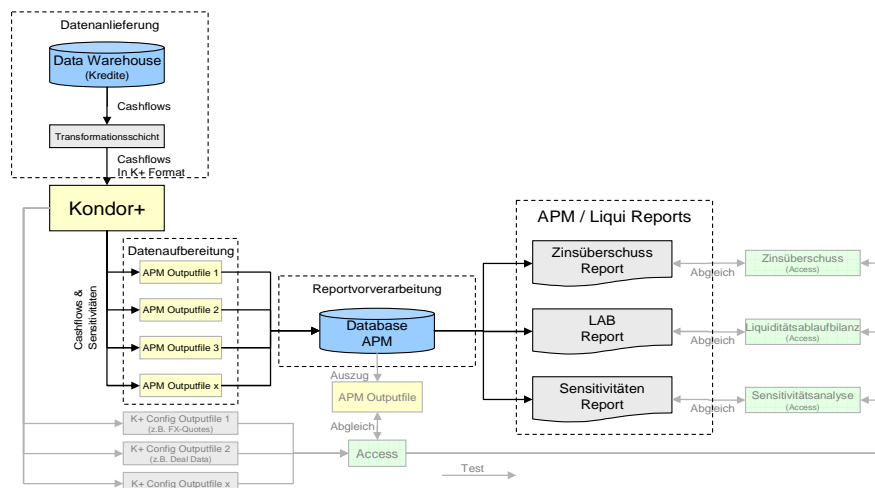 Datenanlieferung
Data Warehouse
(Kredite)
Cashflows
Transformationsschicht
Cashflows
In K+ Format
Kondor+
Datenaufbereitung
APM Outputfile 1
APM Outputfile 2
APM Outputfile 3
APM Outputfile x
Cashflows &
Sensitivitäten
K+ Config Outputfile 1
(z.B. FX-Quotes)
K+ Config Outputfile 2
(z.B. Deal Data)
K+ Config Outputfile x
Reportvorverarbeitung
Database
APM
Auszug
APM Outputfile
Abgleich
Access
Test
APM / Liqui Reports
Zinsüberschuss
Report
LAB
Report
Sensitivitäten
Report
Abgleich
Abgleich
Abgleich
Zinsüberschuss
(Access)
Liquiditätsablaufbilanz
(Access)
Sensitivitätsanalyse
(Access)